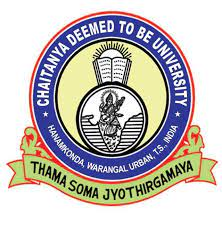 CHAITANYA DEEMED TO BE UNIVERSITY
HANAMKONDA, WARANGAL URBAN, T.S., INDIA
THAMA SOMA JYOTHIRGAMAYA